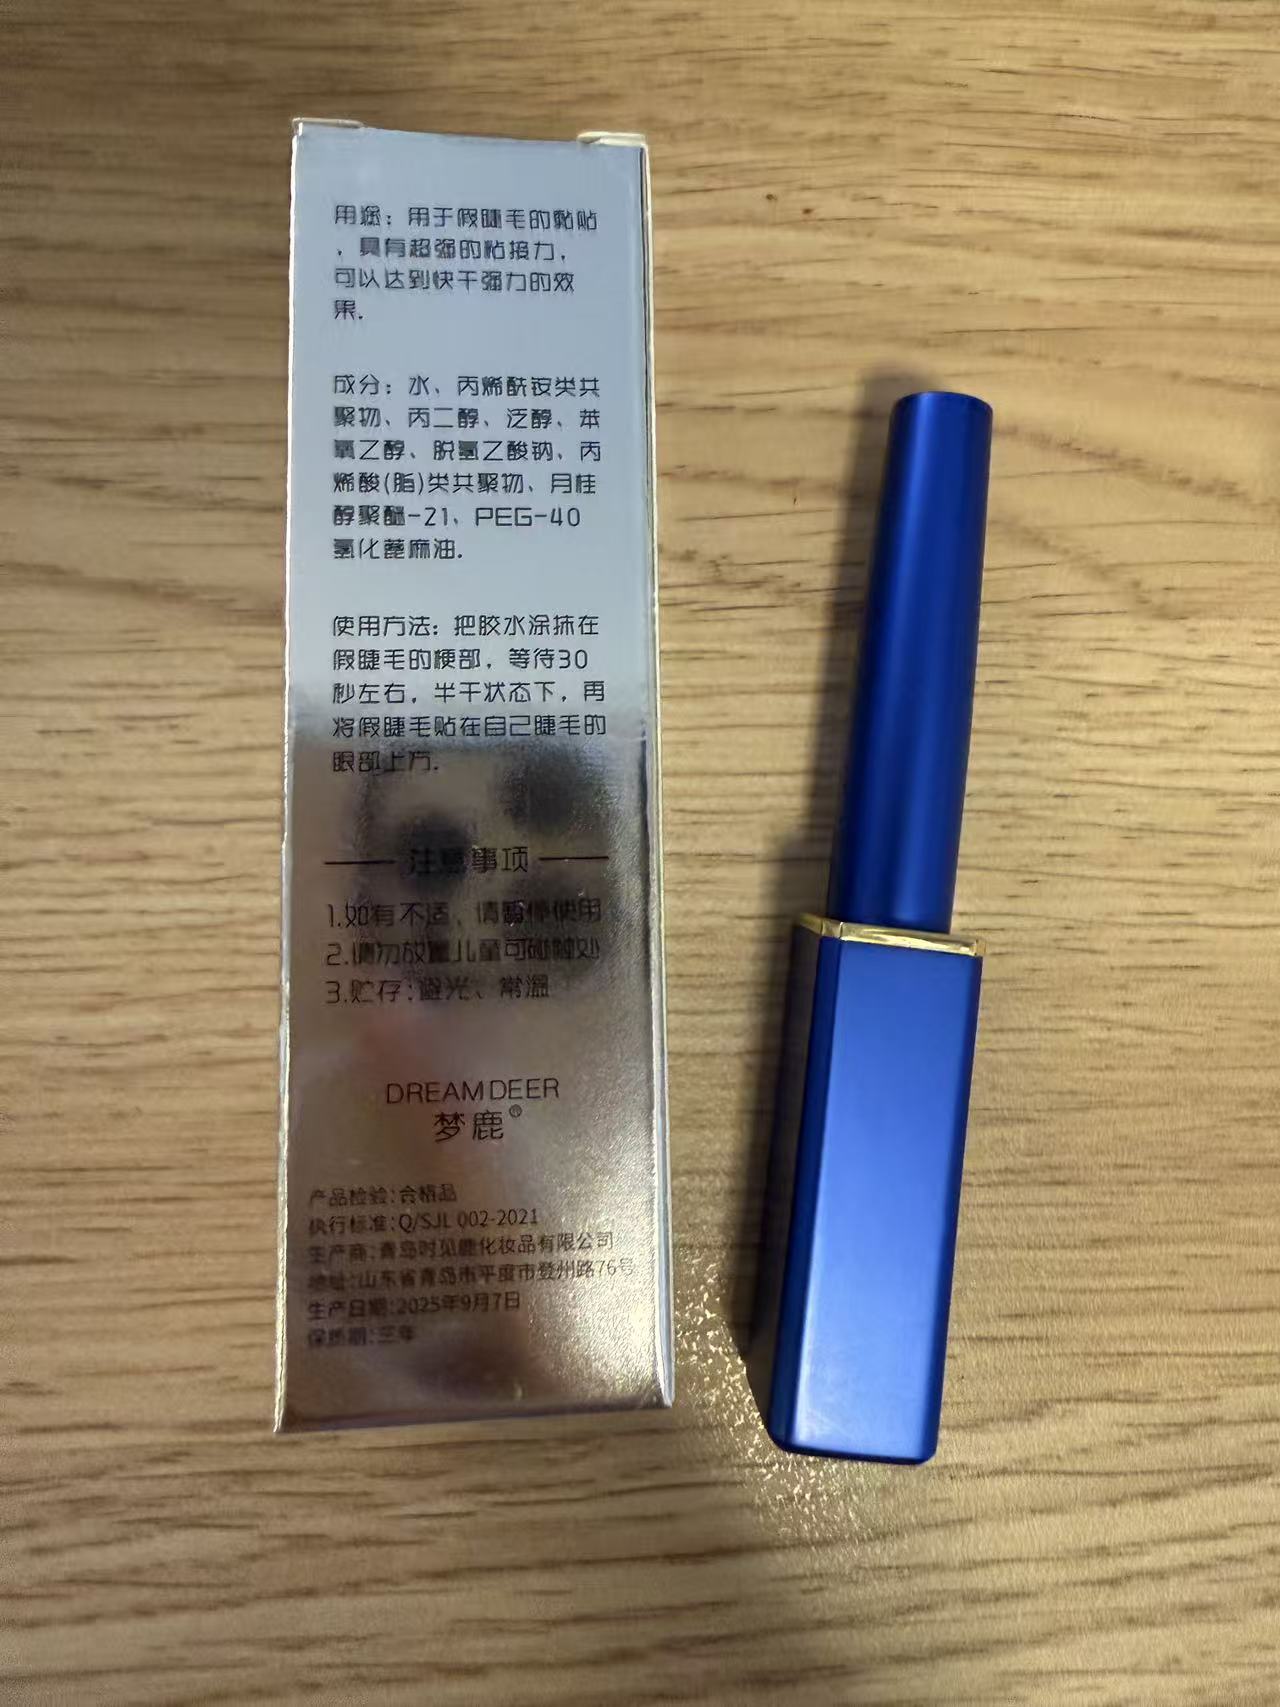 用途：用于假睫毛的黏贴
，具有超强的粘接力，
可以达到快干强力的效
果.
成分：水、丙烯酰铵类共
聚物、丙二醇、泛醇、苯
氧乙醇、脱氢乙酸钠、丙
烯酸(酯)类共聚物、月桂
醇聚醚-21、PEG-40
氢化蓖麻油.
使用方法：把胶水涂抹在
假睫毛的梗部，等待30
秒左右，半干状态下，再
将假睫毛贴在自己睫毛的
眼部上方.
注意事项
1.如有不适、请暂停使用
2.请勿放置儿童可碰触处
3.贮存:避光、常温
DREAMDEER
梦鹿®
产品检验:合格品
执行标准:Q/SJL 002-2021
生产商:青岛时见鹿化妆品有限公司
地址:山东省青岛市平度市登州路76号
生产日期:2025年9月7日
保质期:三年